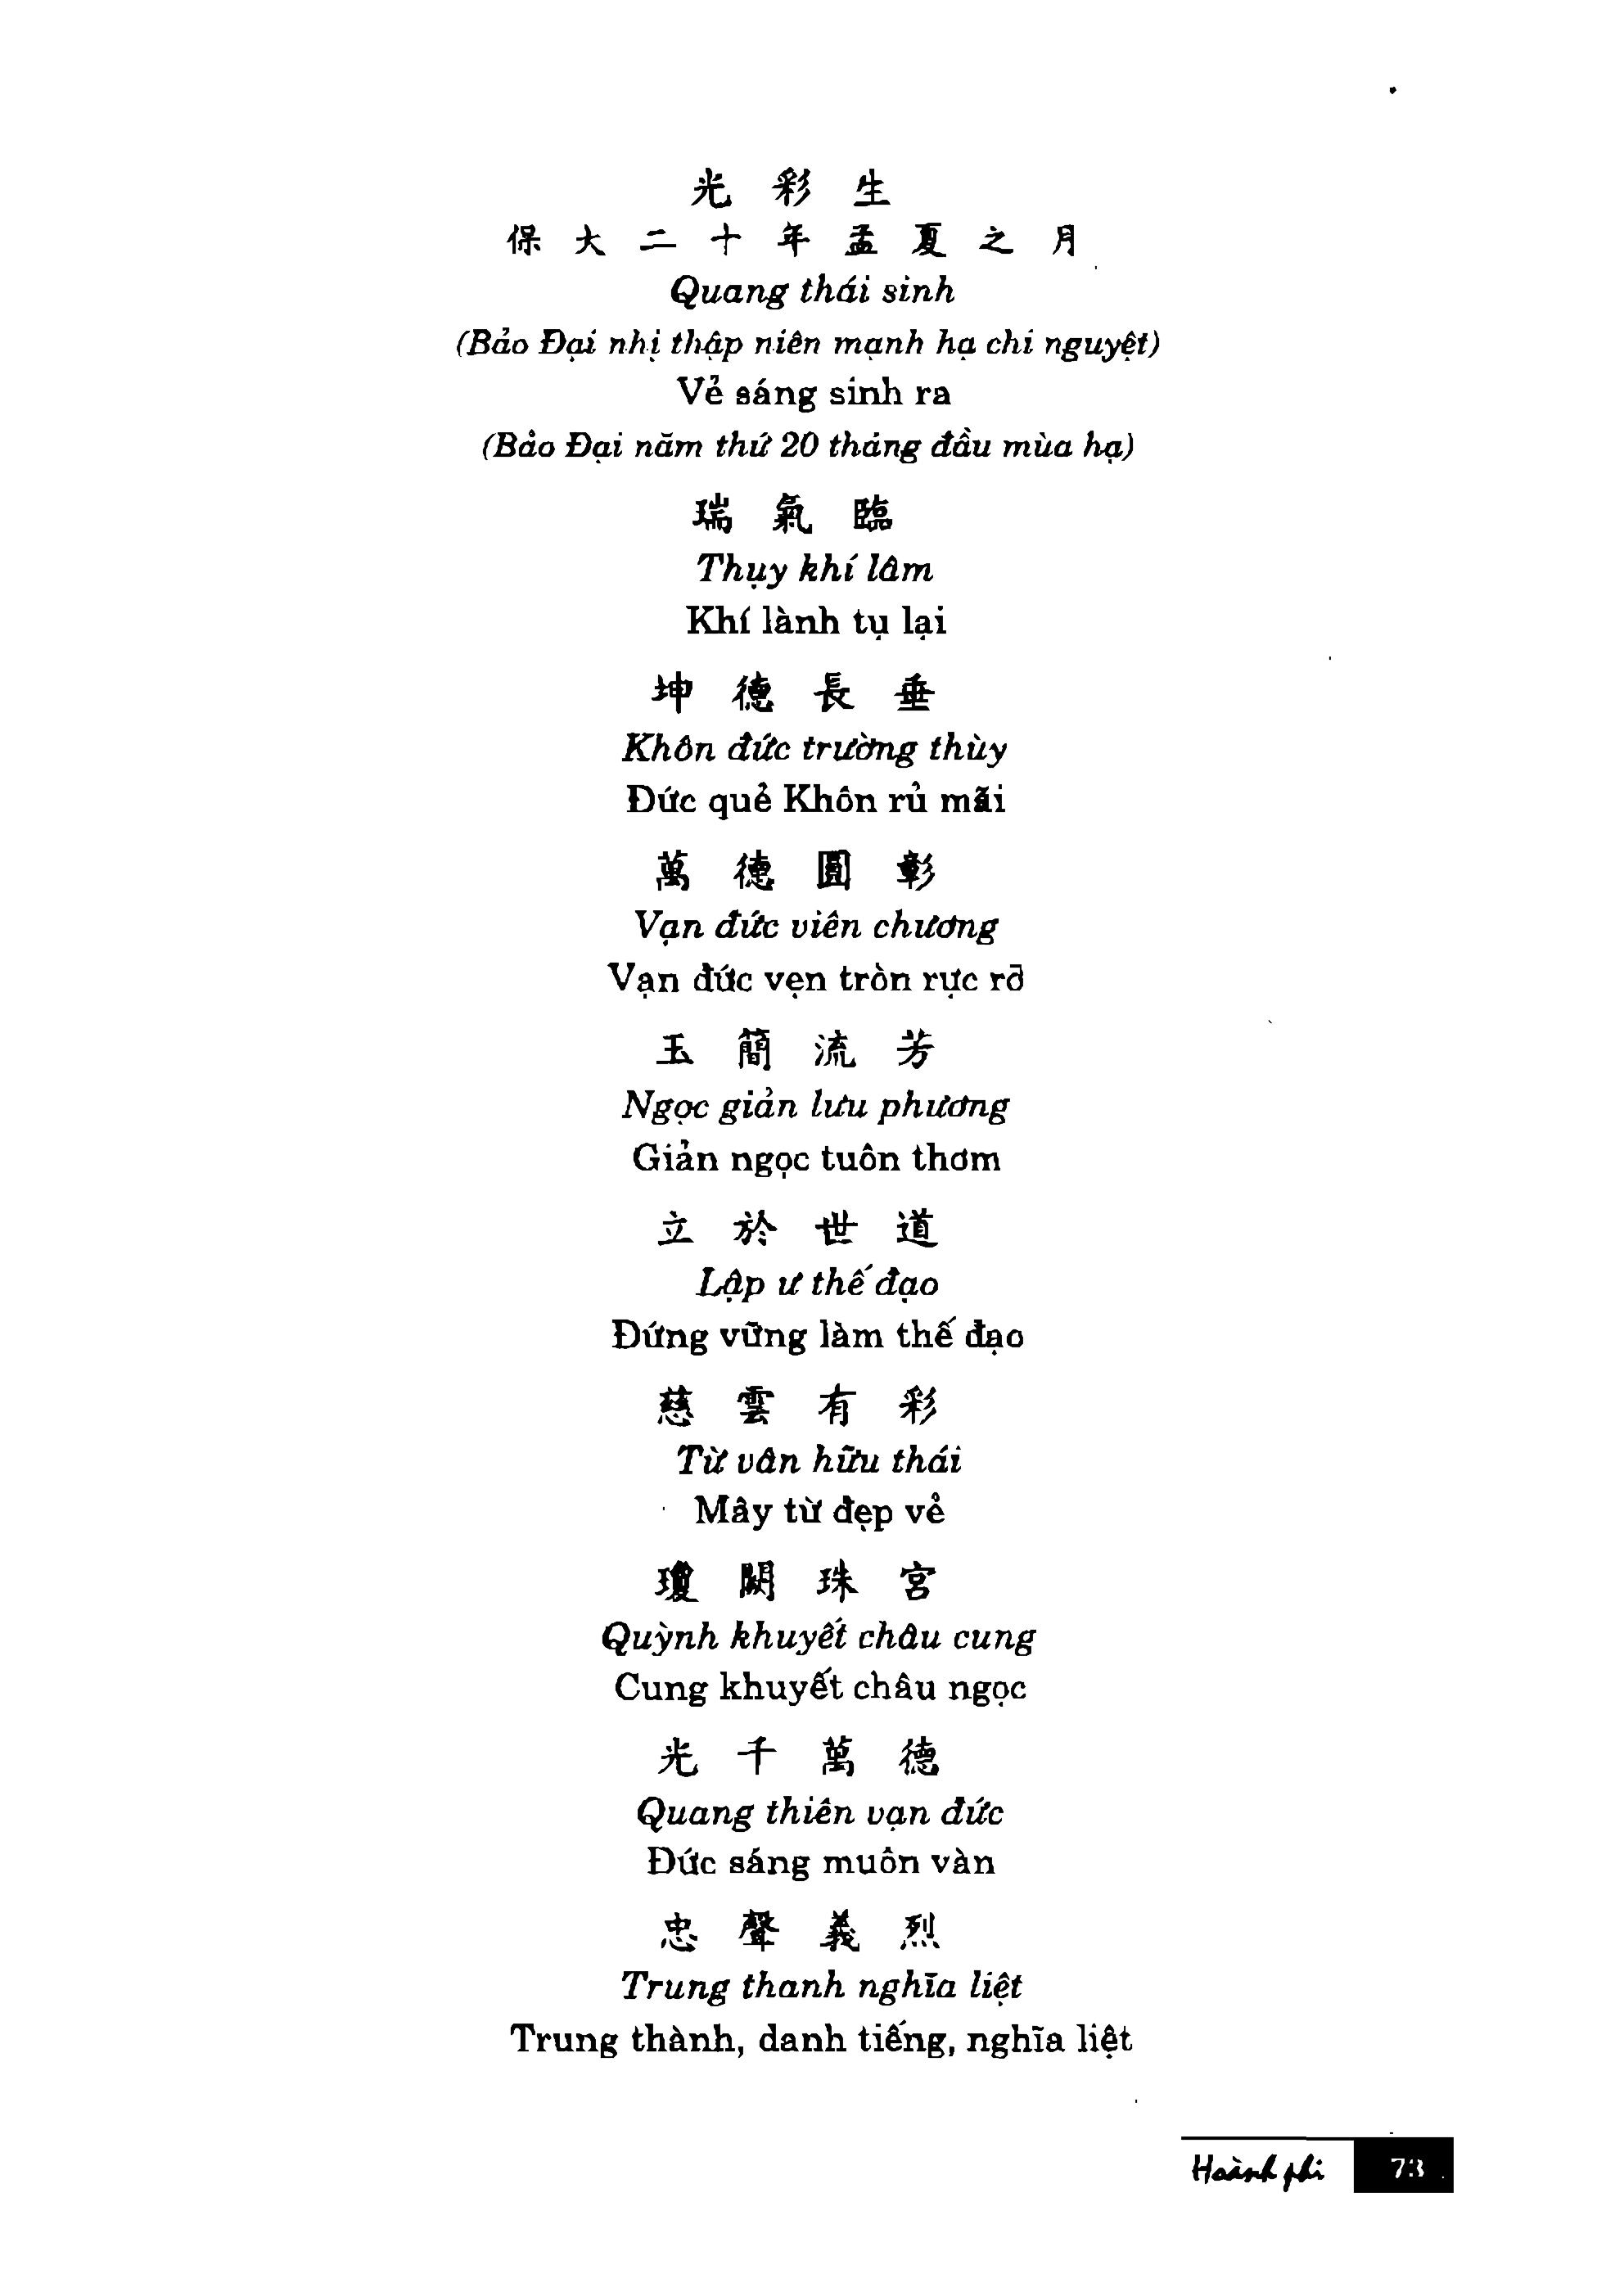 光 彩 生
保 大 二 十 年 孟 夏 之 月
Quang thái sinh
(Bảo Đại nhị thập niên mạnh hạ chi nguyệt)
Vẻ sáng sinh ra
(Bảo Đại năm thứ 20 tháng đầu mùa hạ)
瑞 氣 臨
Thụy khí lâm
Khí lành tụ lại
坤 德 長 垂
Khôn đức trường thùy
Đức quẻ Khôn rủ mãi
萬 德 圓 彰
Vạn đức viên chương
Vạn đức vẹn tròn rực rỡ
玉 簡 流 芳
Ngọc giản lưu phương
Giản ngọc tuôn thơm
立 於 世 道
Lập ư thế đạo
Đứng vững làm thế đạo
慈 雲 有 彩
Từ vân hữu thái
Mây từ đẹp vẻ
瓊 闕 珠 宮
Quỳnh khuyết châu cung
Cung khuyết châu ngọc
光 千 萬 德
Quang thiên vạn đức
Đức sáng muôn vàn
忠 聲 義 烈
Trung thanh nghĩa liệt
Trung thành, danh tiếng, nghĩa liệt
Hoành phi 73